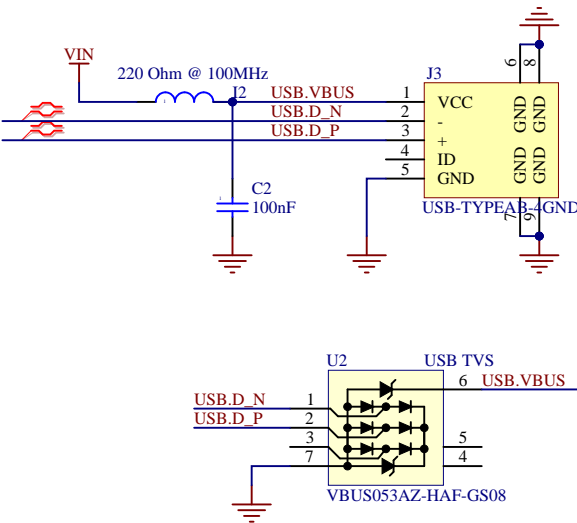 VIN
220 Ohm @ 100MHz
J2
USB.VBUS
USB.D_N
USB.D_P
1
2
3
4
5
J3
6
8
VCC
-
+
ID
GND
GND
GND
GND
GND
7
9
USB-TYPEAB-4GND
C2
100nF
U2
USB TVS
USB.D_N
USB.D_P
1
2
3
7
6
USB.VBUS
5
4
VBUS053AZ-HAF-GS08